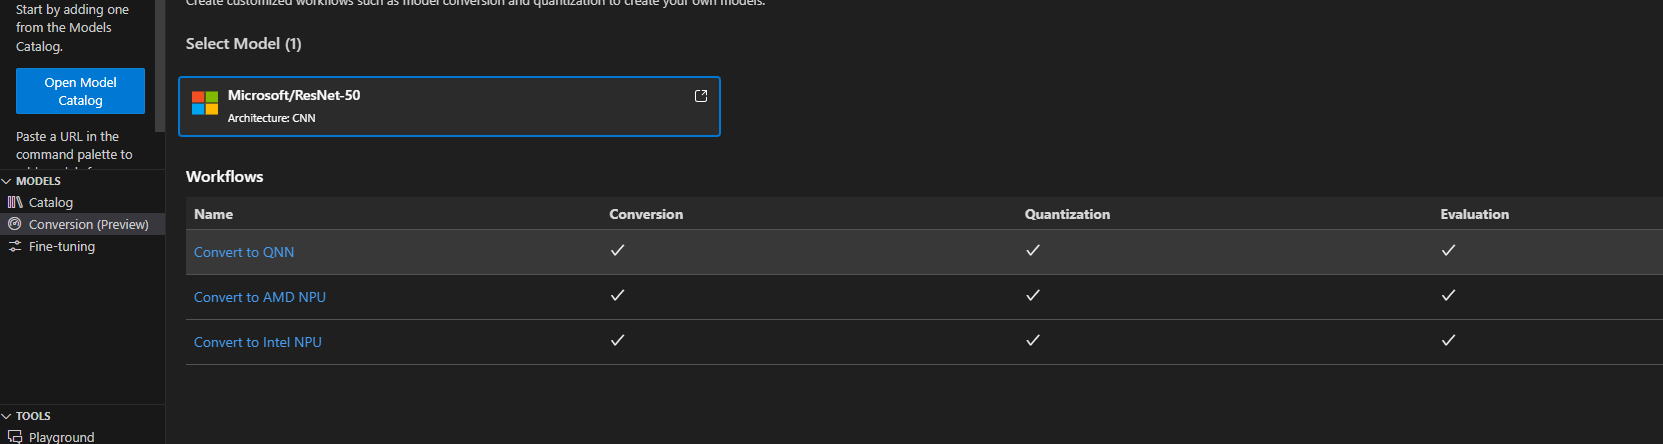 Start by adding one
from the Models
Catalog.
Open Model
Catalog
Paste a URL in the
command palette to
MODELS
Catalog
Conversion (Preview)
Fine-tuning
TOOLS
Playground
Create customized workflows such as model conversion and quantization to create your own models.
Select Model (1)
Microsoft/ResNet-50
Architecture: CNN
Workflows
Name Conversion Quantization Evaluation
Convert to QNN
Convert to AMD NPU
Convert to Intel NPU